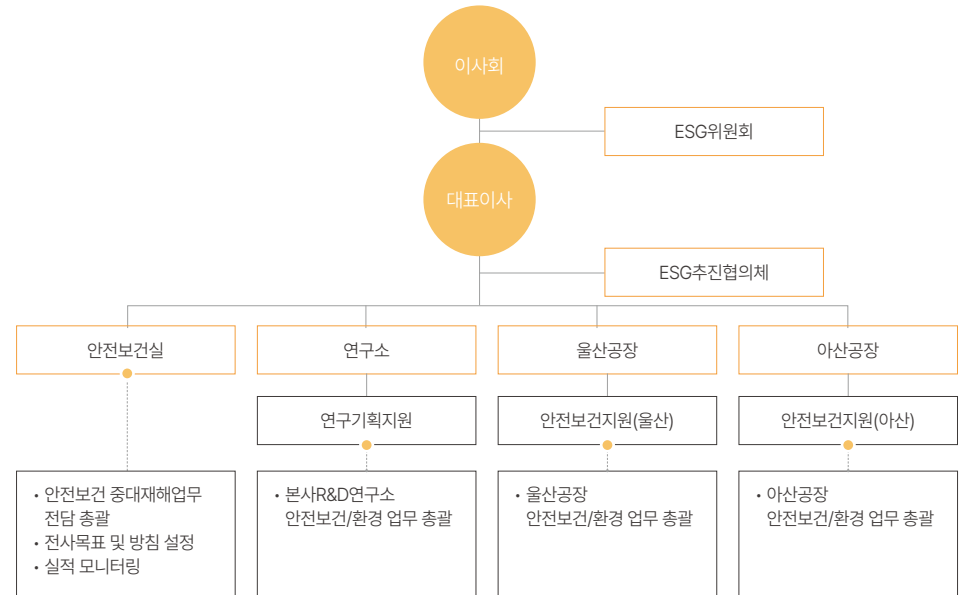 이사회
ESG위원회
대표이사
ESG추진협의체
안전보건실
연구소
울산공장
아산공장
연구기획지원
안전보건지원(울산)
안전보건지원(아산)
• 안전보건 중대재해업무
전담 총괄
• 전사목표 및 방침 설정
• 실적 모니터링
• 본사R&D연구소
안전보건/환경 업무 총괄
• 울산공장
안전보건/환경 업무 총괄
• 아산공장
안전보건/환경 업무 총괄